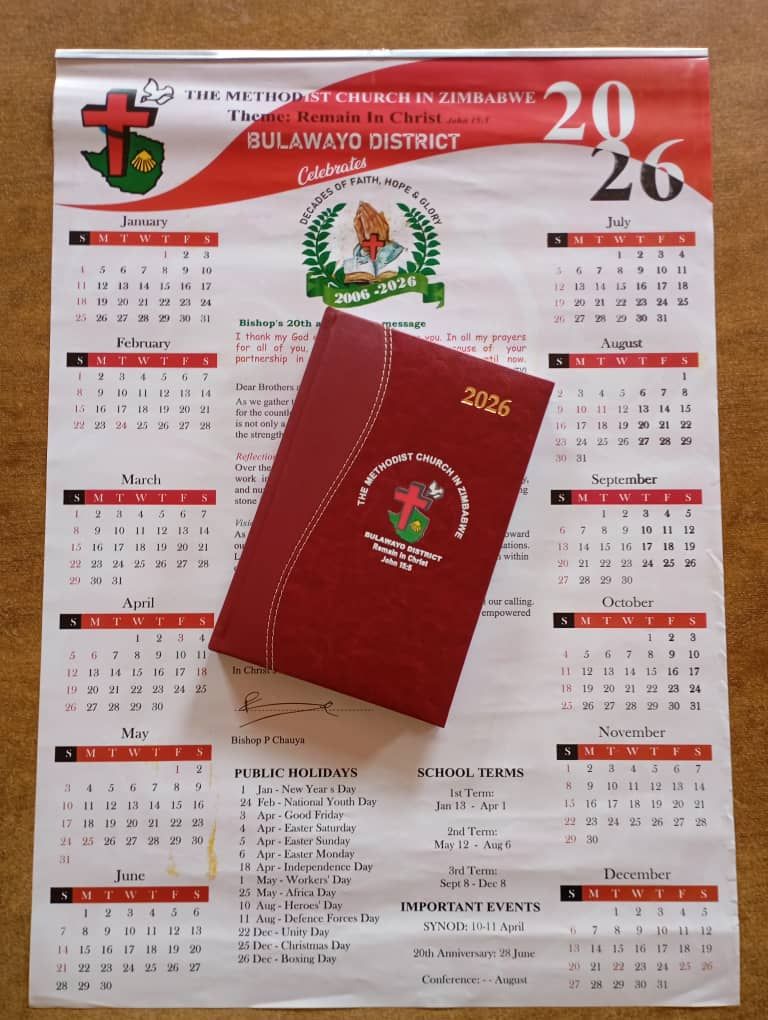 THE METHODIST CHURCH IN ZIMBABWE
Theme: Remain In Christ John 15:5
BULAWAYO DISTRICT
2026
Celebrates
DECADES OF FAITH, HOPE & GLORY
2006 -2026
January
S M T W T F S
1 2 3
4 5 6 7 8 9 10
11 12 13 14 15 16 17
18 19 20 21 22 23 24
25 26 27 28 29 30 31
February
S M T W T F S
1 2 3 4 5 6 7
8 9 10 11 12 13 14
15 16 17 18 19 20 21
22 23 24 25 26 27 28
March
S M T W T F S
1 2 3 4 5 6 7
8 9 10 11 12 13 14
15 16 17 18 19 20 21
22 23 24 25 26 27 28
29 30 31
April
S M T W T F S
1 2 3 4
5 6 7 8 9 10 11
12 13 14 15 16 17 18
19 20 21 22 23 24 25
26 27 28 29 30
May
S M T W T F S
1 2
3 4 5 6 7 8 9
10 11 12 13 14 15 16
17 18 19 20 21 22 23
24 25 26 27 28 29 30
31
June
S M T W T F S
1 2 3 4 5 6
7 8 9 10 11 12 13
14 15 16 17 18 19 20
21 22 23 24 25 26 27
28 29 30
Bishop's 20th a message
I thank my God you. In all my prayers
for all of you, of your
partnership in until now.
Dear Brothers
As we gather
for the countl
is not only a
the strength
Reflectio
Over the
work in
and nu
stone
Visio
As oward
ou ations.
L within
our calling.
empowered
In Christ's
Bishop P Chauya
2026
THE METHODIST CHURCH IN ZIMBABWE
BULAWAYO DISTRICT
Remain In Christ
John 15:5
PUBLIC HOLIDAYS
1 Jan - New Year s Day
24 Feb - National Youth Day
3 Apr - Good Friday
4 Apr - Easter Saturday
5 Apr - Easter Sunday
6 Apr - Easter Monday
18 Apr - Independence Day
1 May - Workers' Day
25 May - Africa Day
10 Aug - Heroes' Day
11 Aug - Defence Forces Day
22 Dec - Unity Day
25 Dec - Christmas Day
26 Dec - Boxing Day
SCHOOL TERMS
1st Term:
Jan 13 - Apr 1
2nd Term:
May 12 - Aug 6
3rd Term:
Sept 8 - Dec 8
IMPORTANT EVENTS
SYNOD: 10-11 April
20th Anniversary: 28 June
Conference: - - August
July
S M T W T F S
1 2 3 4
5 6 7 8 9 10 11
12 13 14 15 16 17 18
19 20 21 22 23 24 25
26 27 28 29 30 31
August
S M T W T F S
1
2 3 4 5 6 7 8
9 10 11 12 13 14 15
16 17 18 19 20 21 22
23 24 25 26 27 28 29
30 31
September
S M T W T F S
1 2 3 4 5
6 7 8 9 10 11 12
13 14 15 16 17 18 19
20 21 22 23 24 25 26
27 28 29 30
October
S M T W T F S
1 2 3
4 5 6 7 8 9 10
11 12 13 14 15 16 17
18 19 20 21 22 23 24
25 26 27 28 29 30 31
November
S M T W T F S
1 2 3 4 5 6 7
8 9 10 11 12 13 14
15 16 17 18 19 20 21
22 23 24 25 26 27 28
29 30
December
S M T W T F S
1 2 3 4 5
6 7 8 9 10 11 12
13 14 15 16 17 18 19
20 21 22 23 24 25 26
27 28 29 30 31